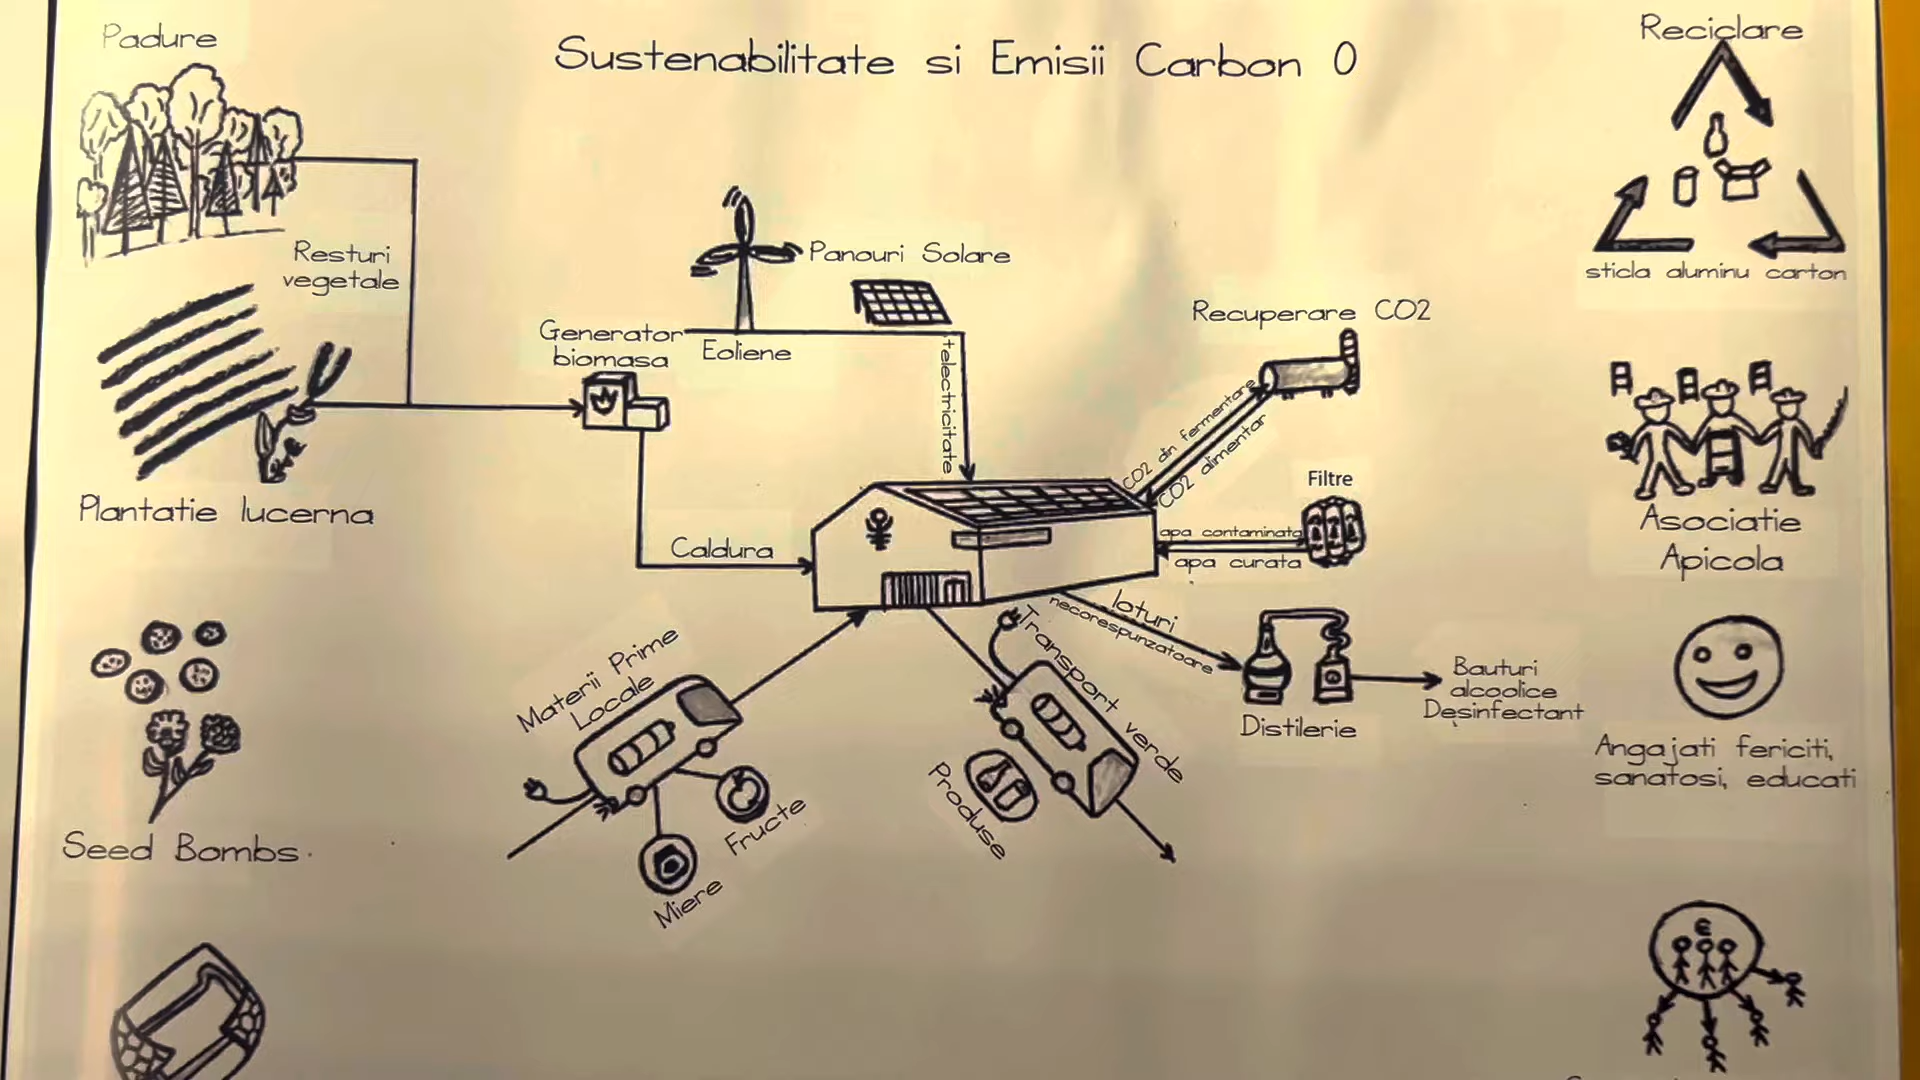 Padure
Sustenabilitate si Emisii Carbon 0
Reciclare
Resturi
vegetale
Panouri Solare
sticla aluminu carton
Generator
biomasa
Eoliene
electricitate
Recuperare CO2
CO2 din fermentare
CO2 alimentar
Plantatie lucerna
Filtre
apa contaminata
apa curata
Asociatie
Apicola
Caldura
Materii Prime
Locale
Transport verde
loturi
necorespunzatoare
Bauturi
alcoolice
Desinfectant
Distilerie
Angajati fericiti,
sanatosi, educati
Produse
Fructe
Miere
Seed Bombs
€